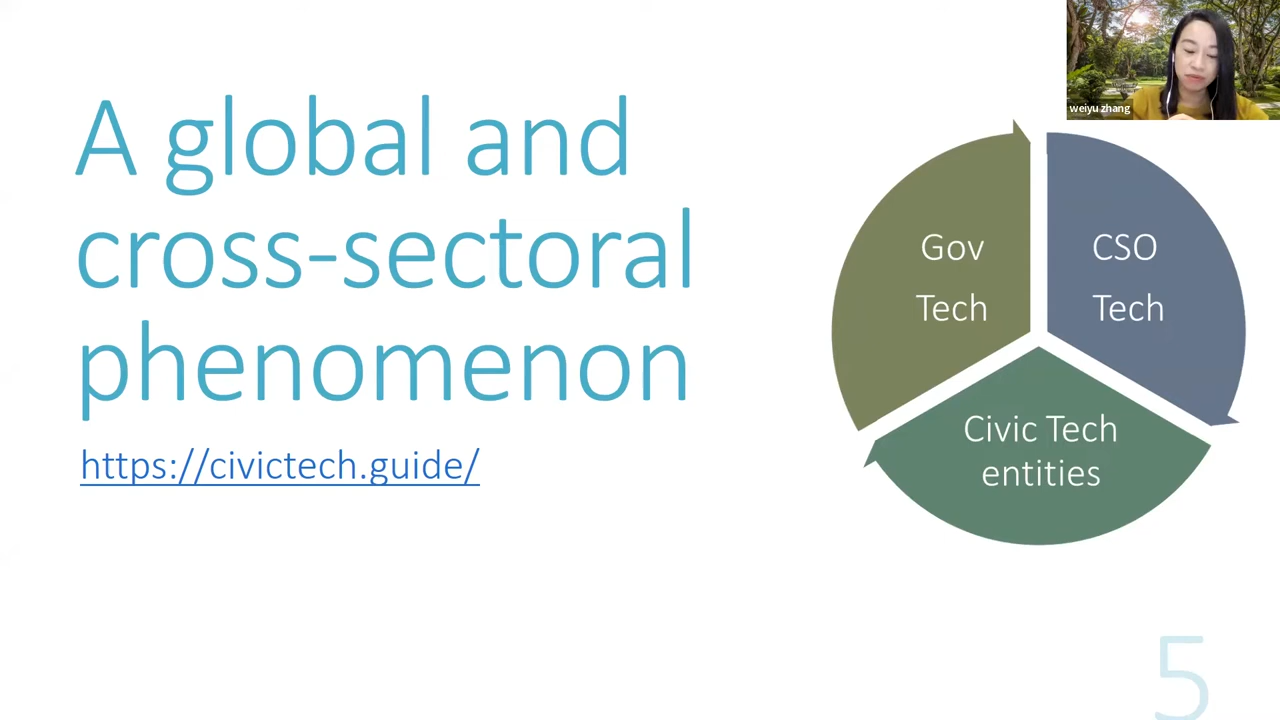 A global and
cross-sectoral
phenomenon
https://civictech.guide/
weiyu zhang
Gov
Tech
CSO
Tech
Civic Tech
entities
5